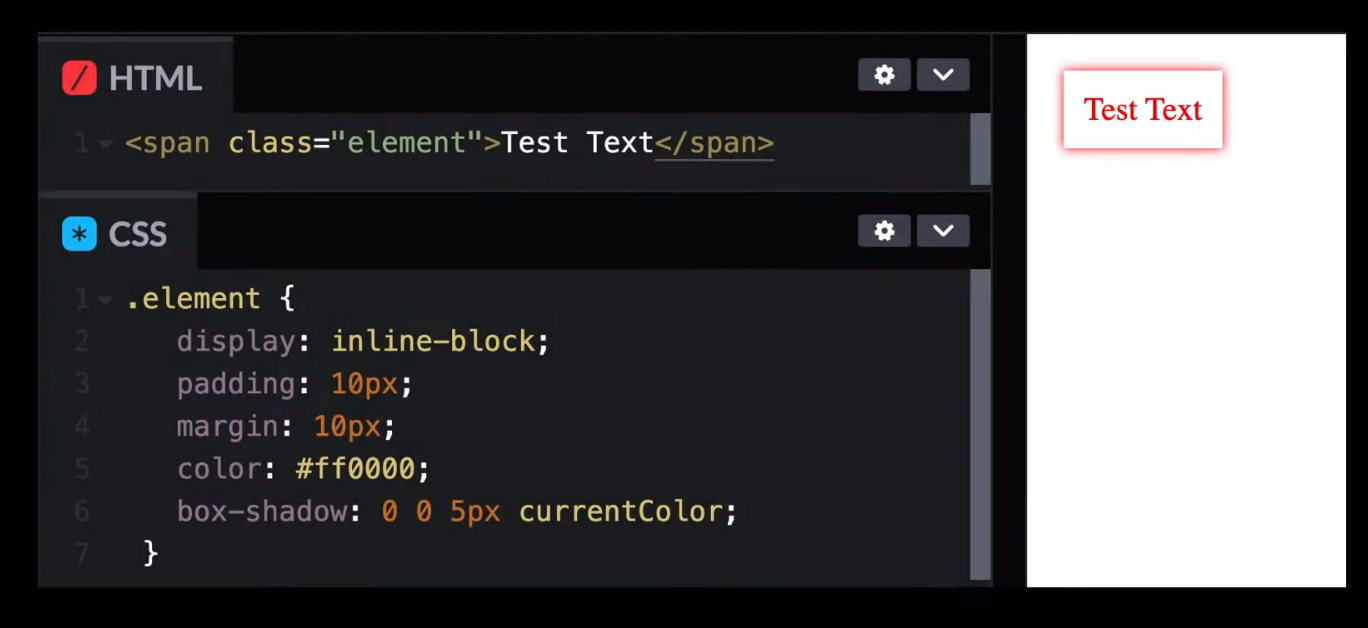 HTML
1 <span class="element">Test Text</span>
Test Text
* CSS
1 .element {
2 display: inline-block;
3 padding: 10px;
4 margin: 10px;
5 color: #ff0000;
6 box-shadow: 0 0 5px currentColor;
7 }